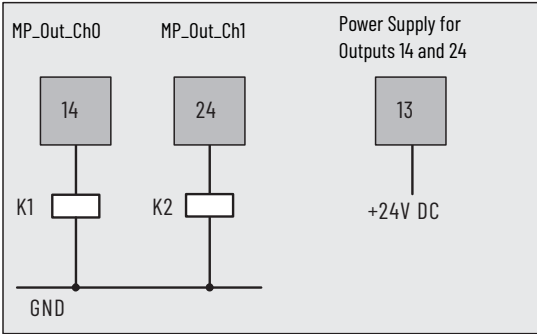 MP_Out_Ch0
MP_Out_Ch1
Power Supply for
Outputs 14 and 24
14
24
13
K1
K2
+24V DC
GND